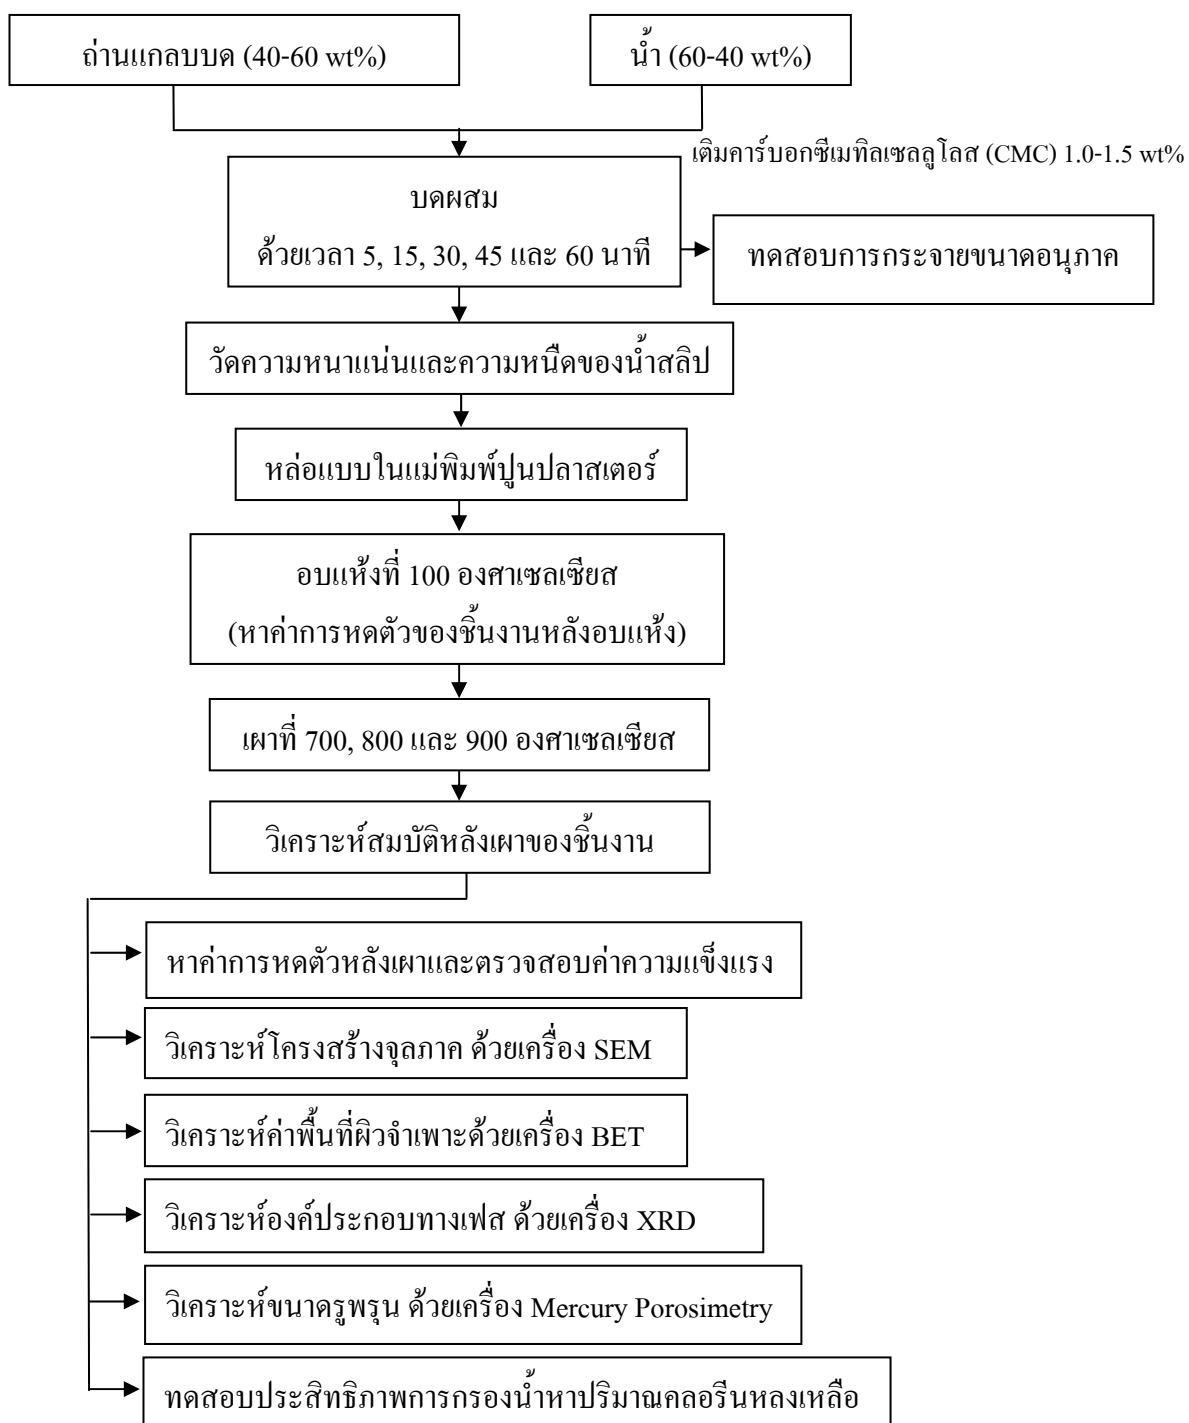 ถ่านแกลบบด (40-60 wt%)
น้ำ (60-40 wt%)
เติมคาร์บอกซีเมทิลเซลลูโลส (CMC) 1.0-1.5 wt%
บดผสม
ด้วยเวลา 5, 15, 30, 45 และ 60 นาที
ทดสอบการกระจายขนาดอนุภาค
วัดความหนาแน่นและความหนืดของน้ำสลิป
หล่อแบบในแม่พิมพ์ปูนปลาสเตอร์
อบแห้งที่ 100 องศาเซลเซียส
(หาค่าการหดตัวของชิ้นงานหลังอบแห้ง)
เผาที่ 700, 800 และ 900 องศาเซลเซียส
วิเคราะห์สมบัติหลังเผาของชิ้นงาน
หาค่าการหดตัวหลังเผาและตรวจสอบค่าความแข็งแรง
วิเคราะห์โครงสร้างจุลภาค ด้วยเครื่อง SEM
วิเคราะห์ค่าพื้นที่ผิวจำเพาะด้วยเครื่อง BET
วิเคราะห์องค์ประกอบทางเฟส ด้วยเครื่อง XRD
วิเคราะห์ขนาดรูพรุน ด้วยเครื่อง Mercury Porosimetry
ทดสอบประสิทธิภาพการกรองน้ำหาปริมาณคลอรีนหลงเหลือ